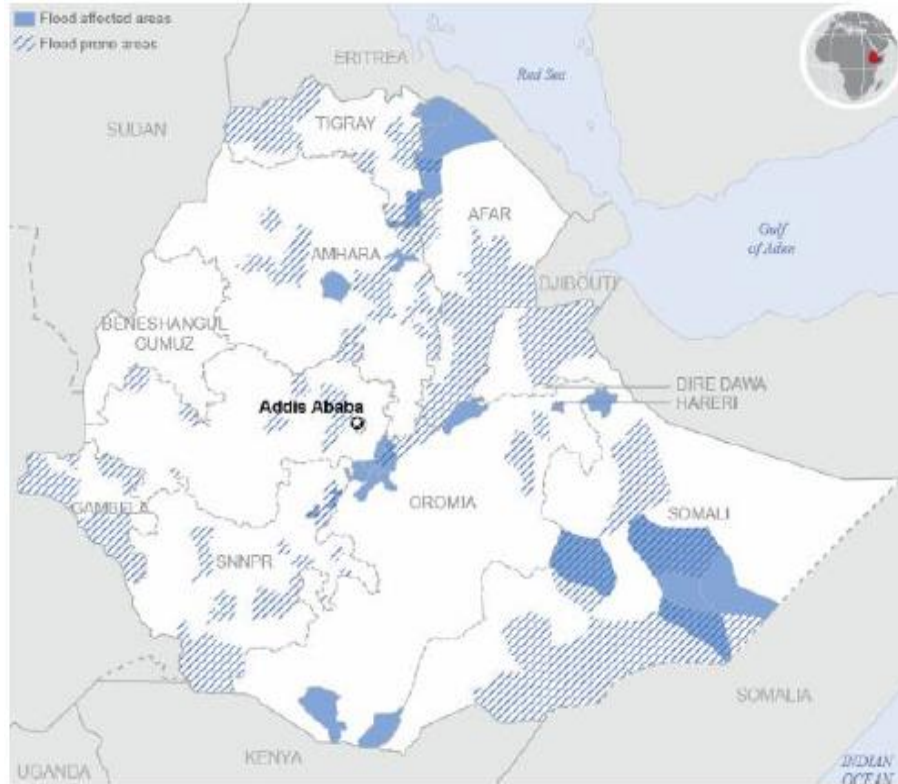 Flood affected areas
Flood prone areas
ERITREA
Red Sea
SUDAN
TIGRAY
AFAR
Gulf
of Aden
AMHARA
DJIBOUTI
BENESHANGUL
GUMUZ
DIRE DAWA
HARERI
Addis Ababa
OROMIA
GAMBELA
SOMALI
SNNPR
SOMALIA
KENYA
UGANDA
INDIAN
OCEAN